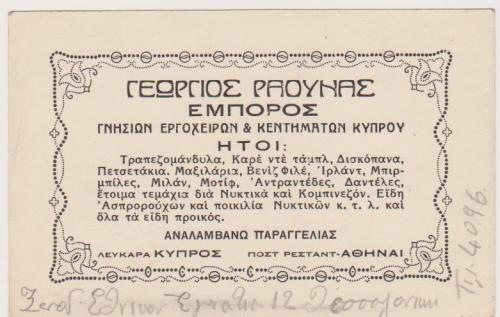 ΓΕΩΡΓΙΟΣ ΡΑΟΥΝΑΣ
ΕΜΠΟΡΟΣ
ΓΝΗΣΙΩΝ ΕΡΓΟΧΕΙΡΩΝ & ΚΕΝΤΗΜΑΤΩΝ ΚΥΠΡΟΥ
ΗΤΟΙ:
Τραπεζομάνδυλα, Καρὲ ντὲ τάμπλ, Δισκόπανα,
Πετσετάκια. Μαξιλάρια, Βενὶζ Φιλέ, Ἰρλάντ, Μπιρ-
μπίλες, Μιλάν, Μοτίφ, Ἀντραντέδες, Δαντέλες,
ἕτοιμα τεμάχια διὰ Νυκτικὰ καὶ Κομπινεζόν. Εἴδη
Ἀσπρορούχων καὶ ποικιλία Νυκτικῶν κ. τ. λ. καὶ
ὅλα τὰ εἴδη προικός.
ΑΝΑΛΑΜΒΑΝΩ ΠΑΡΑΓΓΕΛΙΑΣ
ΛΕΥΚΑΡΑ ΚΥΠΡΟΣ ΠΟΣΤ ΡΕΣΤΑΝΤ-ΑΘΗΝΑΙ
12 Θεσσαλονίκη
Τηλ. 4096